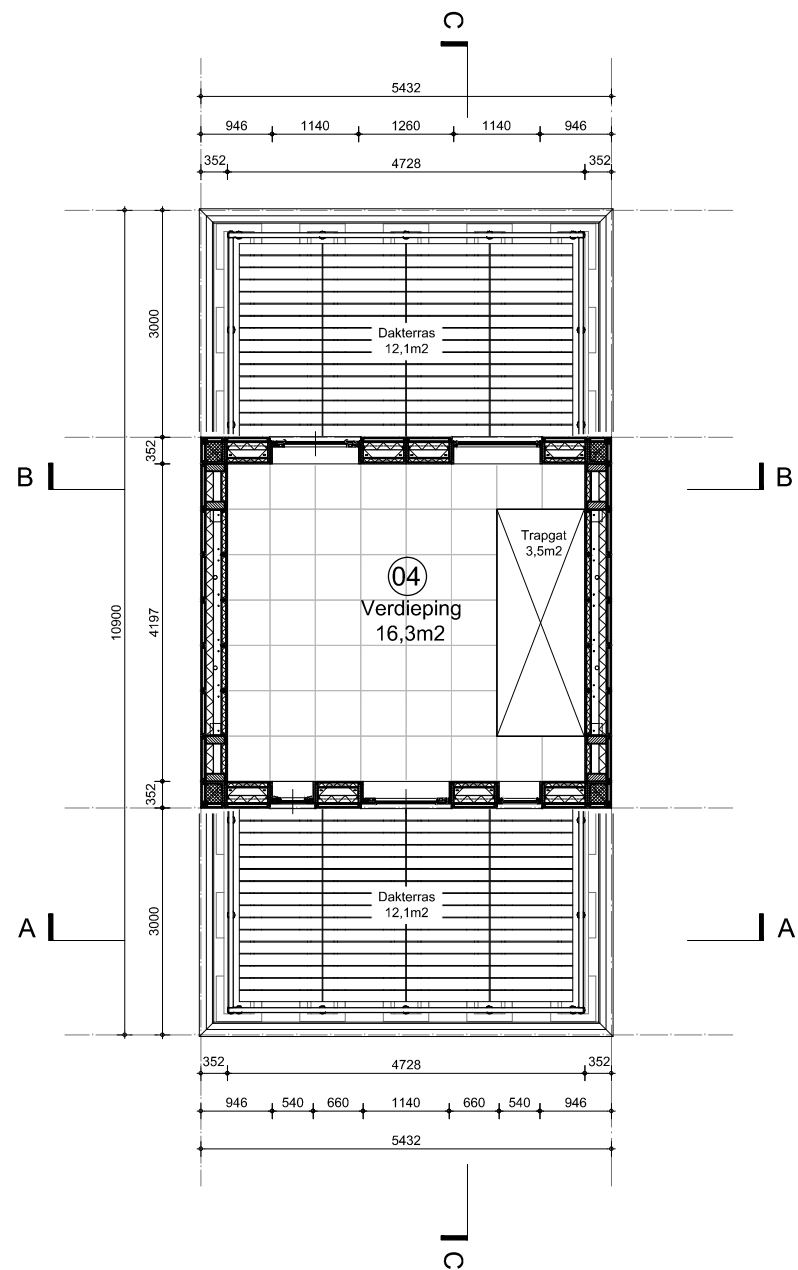 C
5432
946 1140 1260 1140 946
352 4728 352
3000
Dakterras
12,1m2
352
B B
Trapgat
3,5m2
04
Verdieping
16,3m2
10900
4197
352
Dakterras
12,1m2
3000
A A
352 4728 352
946 540 660 1140 660 540 946
5432
C